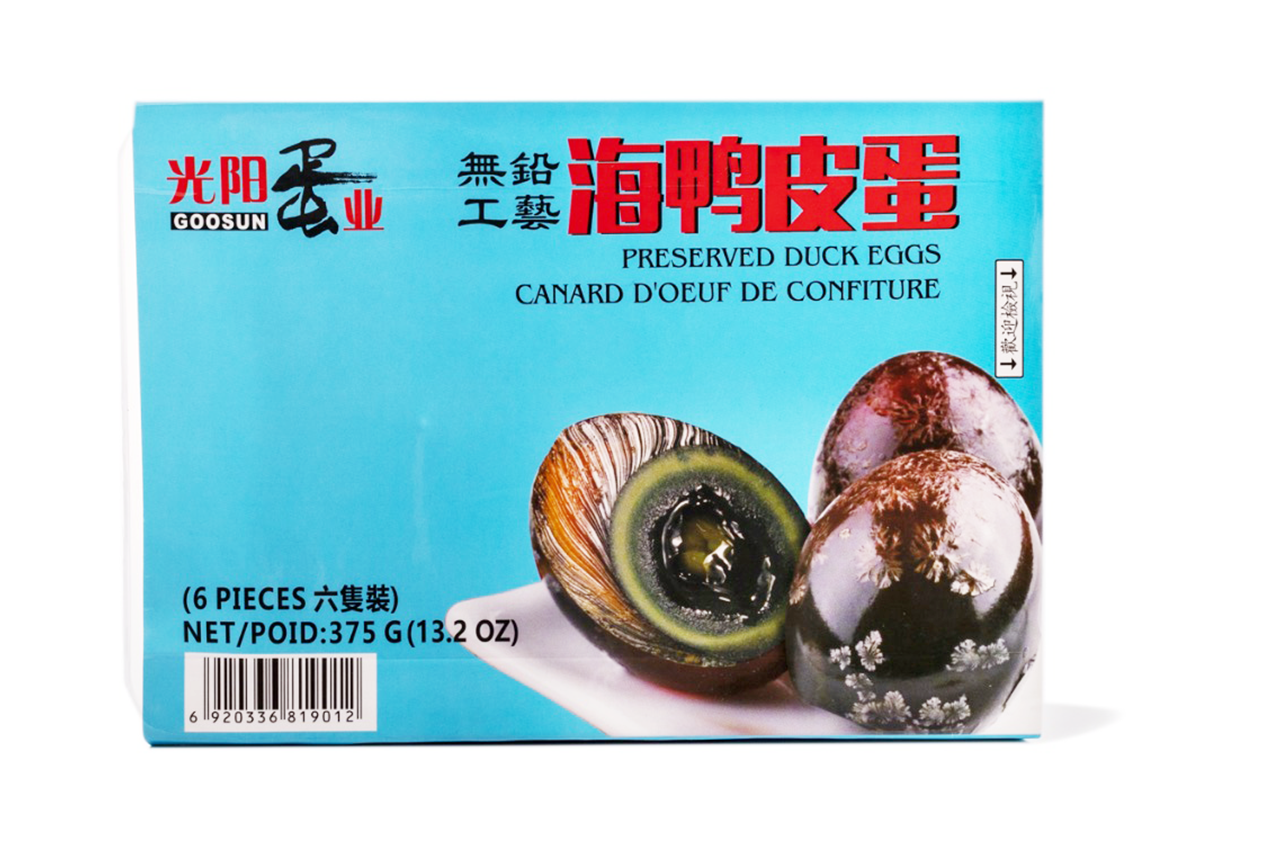 光阳蛋业
GOOSUN
無鉛
工藝
海鸭皮蛋
PRESERVED DUCK EGGS
CANARD D'OEUF DE CONFITURE
↑歡迎檢視↑
(6 PIECES 六隻裝)
NET/POID:375 G(13.2 OZ)
6 920336 819012